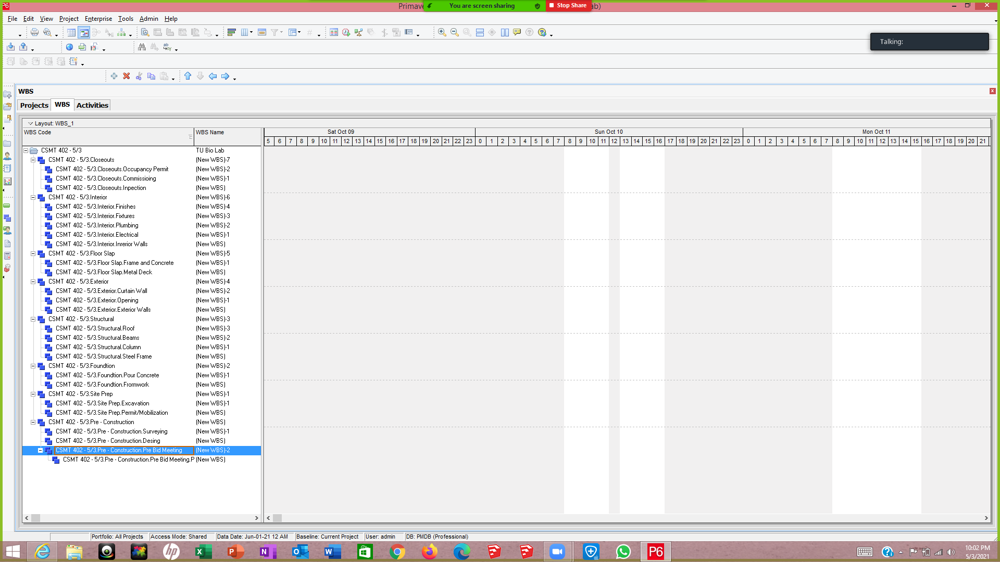 P6 Primave You are screen sharing Stop Share ab)
File Edit View Project Enterprise Tools Admin Help
Talking:
WBS
Projects WBS Activities
Layout: WBS_1
WBS Code WBS Name Sat Oct 09 Sun Oct 10 Mon Oct 11
5 6 7 8 9 10 11 12 13 14 15 16 17 18 19 20 21 22 23 0 1 2 3 4 5 6 7 8 9 10 11 12 13 14 15 16 17 18 19 20 21 22 23 0 1 2 3 4 5 6 7 8 9 10 11 12 13 14 15 16 17 18 19 20 21
CSMT 402 - 5/3 TU Bio Lab
CSMT 402 - 5/3.Closeouts (New WBS)-7
CSMT 402 - 5/3.Closeouts.Occupancy Permit (New WBS)-2
CSMT 402 - 5/3.Closeouts.Commissioing (New WBS)-1
CSMT 402 - 5/3.Closeouts.Inpection (New WBS)
CSMT 402 - 5/3.Interior (New WBS)-6
CSMT 402 - 5/3.Interior.Finishes (New WBS)-4
CSMT 402 - 5/3.Interior.Fixtures (New WBS)-3
CSMT 402 - 5/3.Interior.Plumbing (New WBS)-2
CSMT 402 - 5/3.Interior.Electrical (New WBS)-1
CSMT 402 - 5/3.Interior.Inrerior Walls (New WBS)
CSMT 402 - 5/3.Floor Slap (New WBS)-5
CSMT 402 - 5/3.Floor Slap.Frame and Concrete (New WBS)-1
CSMT 402 - 5/3.Floor Slap.Metal Deck (New WBS)
CSMT 402 - 5/3.Exterior (New WBS)-4
CSMT 402 - 5/3.Exterior.Curtain Wall (New WBS)-2
CSMT 402 - 5/3.Exterior.Opening (New WBS)-1
CSMT 402 - 5/3.Exterior.Exterior Walls (New WBS)
CSMT 402 - 5/3.Structural (New WBS)-3
CSMT 402 - 5/3.Structural.Roof (New WBS)-3
CSMT 402 - 5/3.Structural.Beams (New WBS)-2
CSMT 402 - 5/3.Structural.Column (New WBS)-1
CSMT 402 - 5/3.Structural.Steel Frame (New WBS)
CSMT 402 - 5/3.Foundtion (New WBS)-2
CSMT 402 - 5/3.Foundtion.Pour Concrete (New WBS)-1
CSMT 402 - 5/3.Foundtion.Fromwork (New WBS)
CSMT 402 - 5/3.Site Prep (New WBS)-1
CSMT 402 - 5/3.Site Prep.Excavation (New WBS)-1
CSMT 402 - 5/3.Site Prep.Permit/Mobilization (New WBS)
CSMT 402 - 5/3.Pre - Construction (New WBS)
CSMT 402 - 5/3.Pre - Construction.Surveying (New WBS)-1
CSMT 402 - 5/3.Pre - Construction.Desing (New WBS)
CSMT 402 - 5/3.Pre - Construction.Pre Bid Meeting (New WBS)-2
CSMT 402 - 5/3.Pre - Construction.Pre Bid Meeting.P (New WBS)
Portfolio: All Projects Access Mode: Shared Data Date: Jun-01-21 12 AM Baseline: Current Project User: admin DB: PMDB (Professional)
P6
10:02 PM
5/3/2021